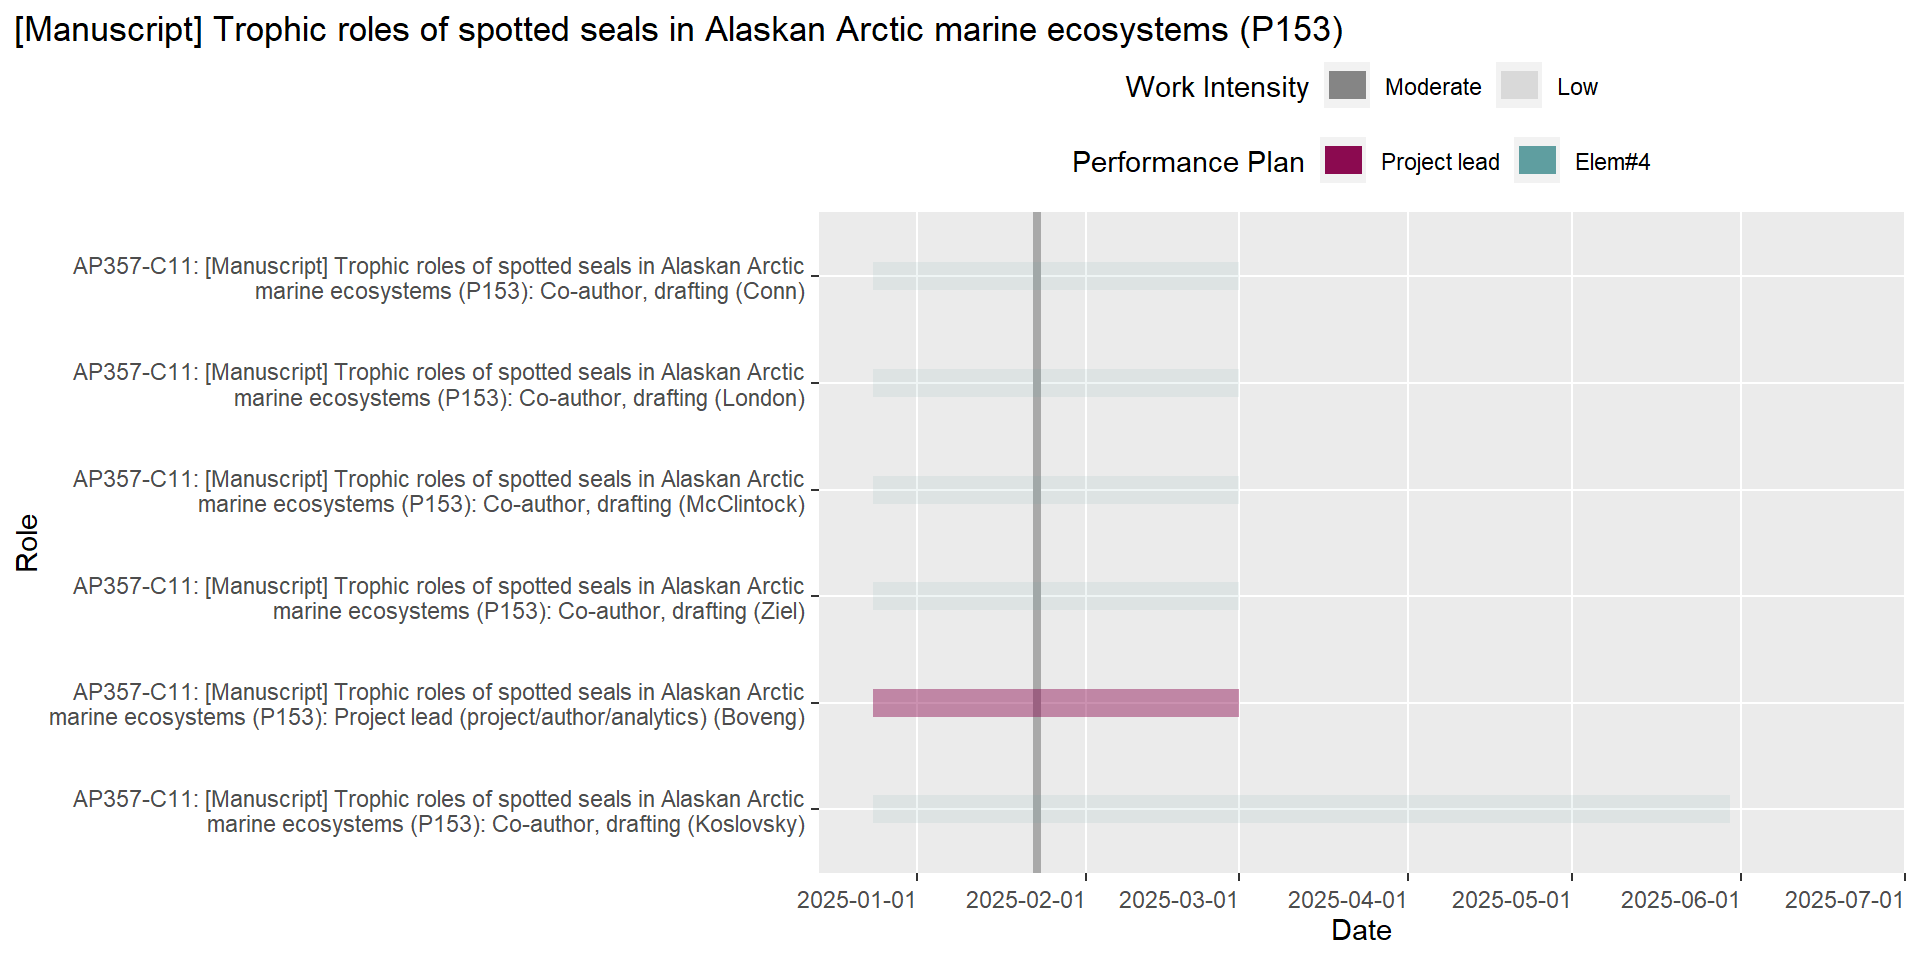 [Manuscript] Trophic roles of spotted seals in Alaskan Arctic marine ecosystems (P153)
Work Intensity Moderate Low
Performance Plan Project lead Elem#4
AP357-C11: [Manuscript] Trophic roles of spotted seals in Alaskan Arctic
marine ecosystems (P153): Co-author, drafting (Conn)
AP357-C11: [Manuscript] Trophic roles of spotted seals in Alaskan Arctic
marine ecosystems (P153): Co-author, drafting (London)
AP357-C11: [Manuscript] Trophic roles of spotted seals in Alaskan Arctic
marine ecosystems (P153): Co-author, drafting (McClintock)
AP357-C11: [Manuscript] Trophic roles of spotted seals in Alaskan Arctic
marine ecosystems (P153): Co-author, drafting (Ziel)
AP357-C11: [Manuscript] Trophic roles of spotted seals in Alaskan Arctic
marine ecosystems (P153): Project lead (project/author/analytics) (Boveng)
AP357-C11: [Manuscript] Trophic roles of spotted seals in Alaskan Arctic
marine ecosystems (P153): Co-author, drafting (Koslovsky)
Role
2025-01-01 2025-02-01 2025-03-01 2025-04-01 2025-05-01 2025-06-01 2025-07-01
Date